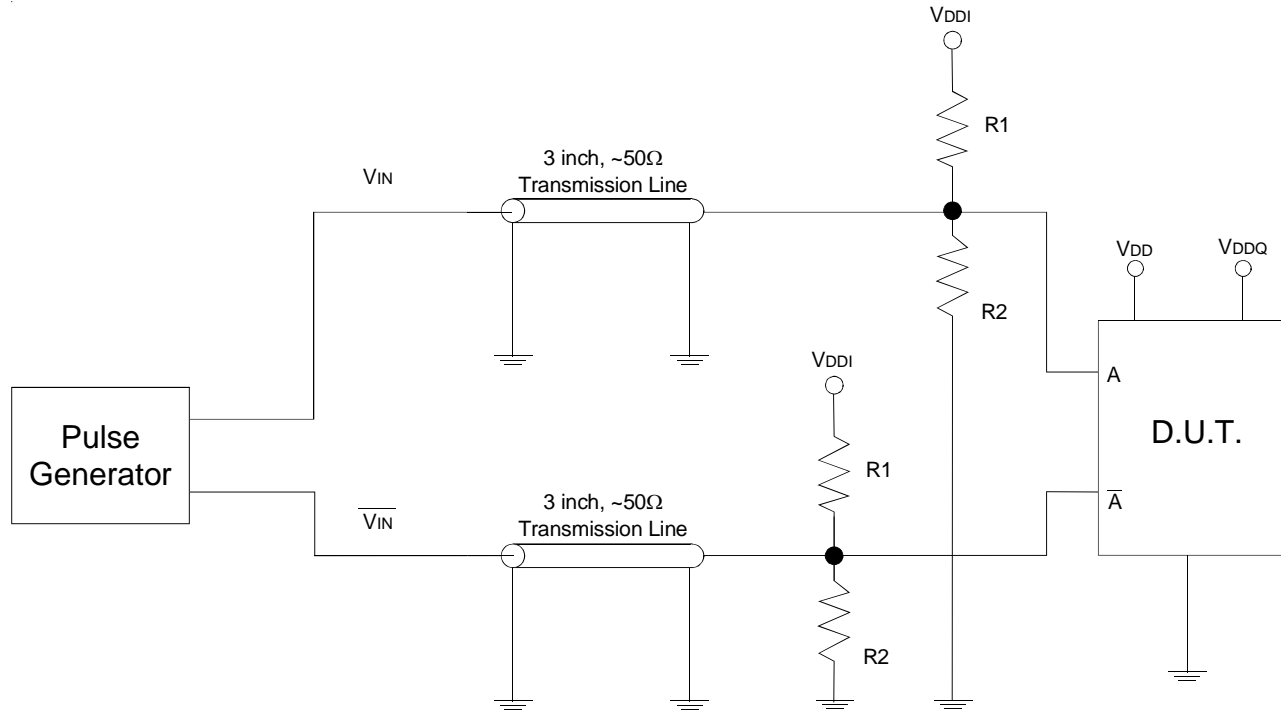 VDDI
R1
3 inch, ~50Ω
Transmission Line
VIN
R2
VDD
VDDQ
A
D.U.T.
A̅
Pulse
Generator
VDDI
R1
3 inch, ~50Ω
Transmission Line
V̅I̅N̅
R2